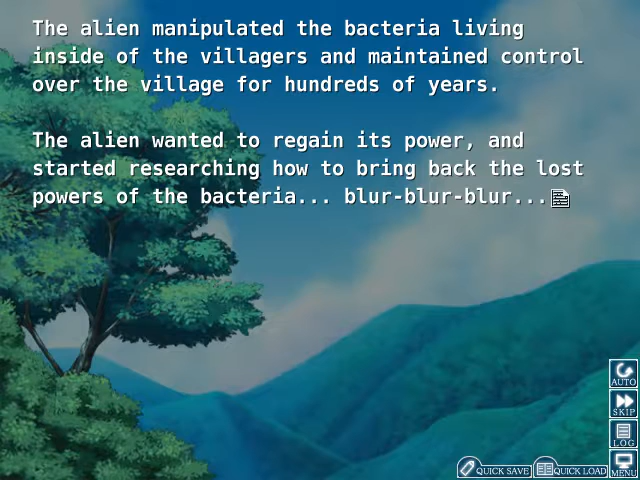 The alien manipulated the bacteria living
inside of the villagers and maintained control
over the village for hundreds of years.
The alien wanted to regain its power, and
started researching how to bring back the lost
powers of the bacteria... blur-blur-blur...
AUTO
SKIP
LOG
MENU
QUICK SAVE
QUICK LOAD